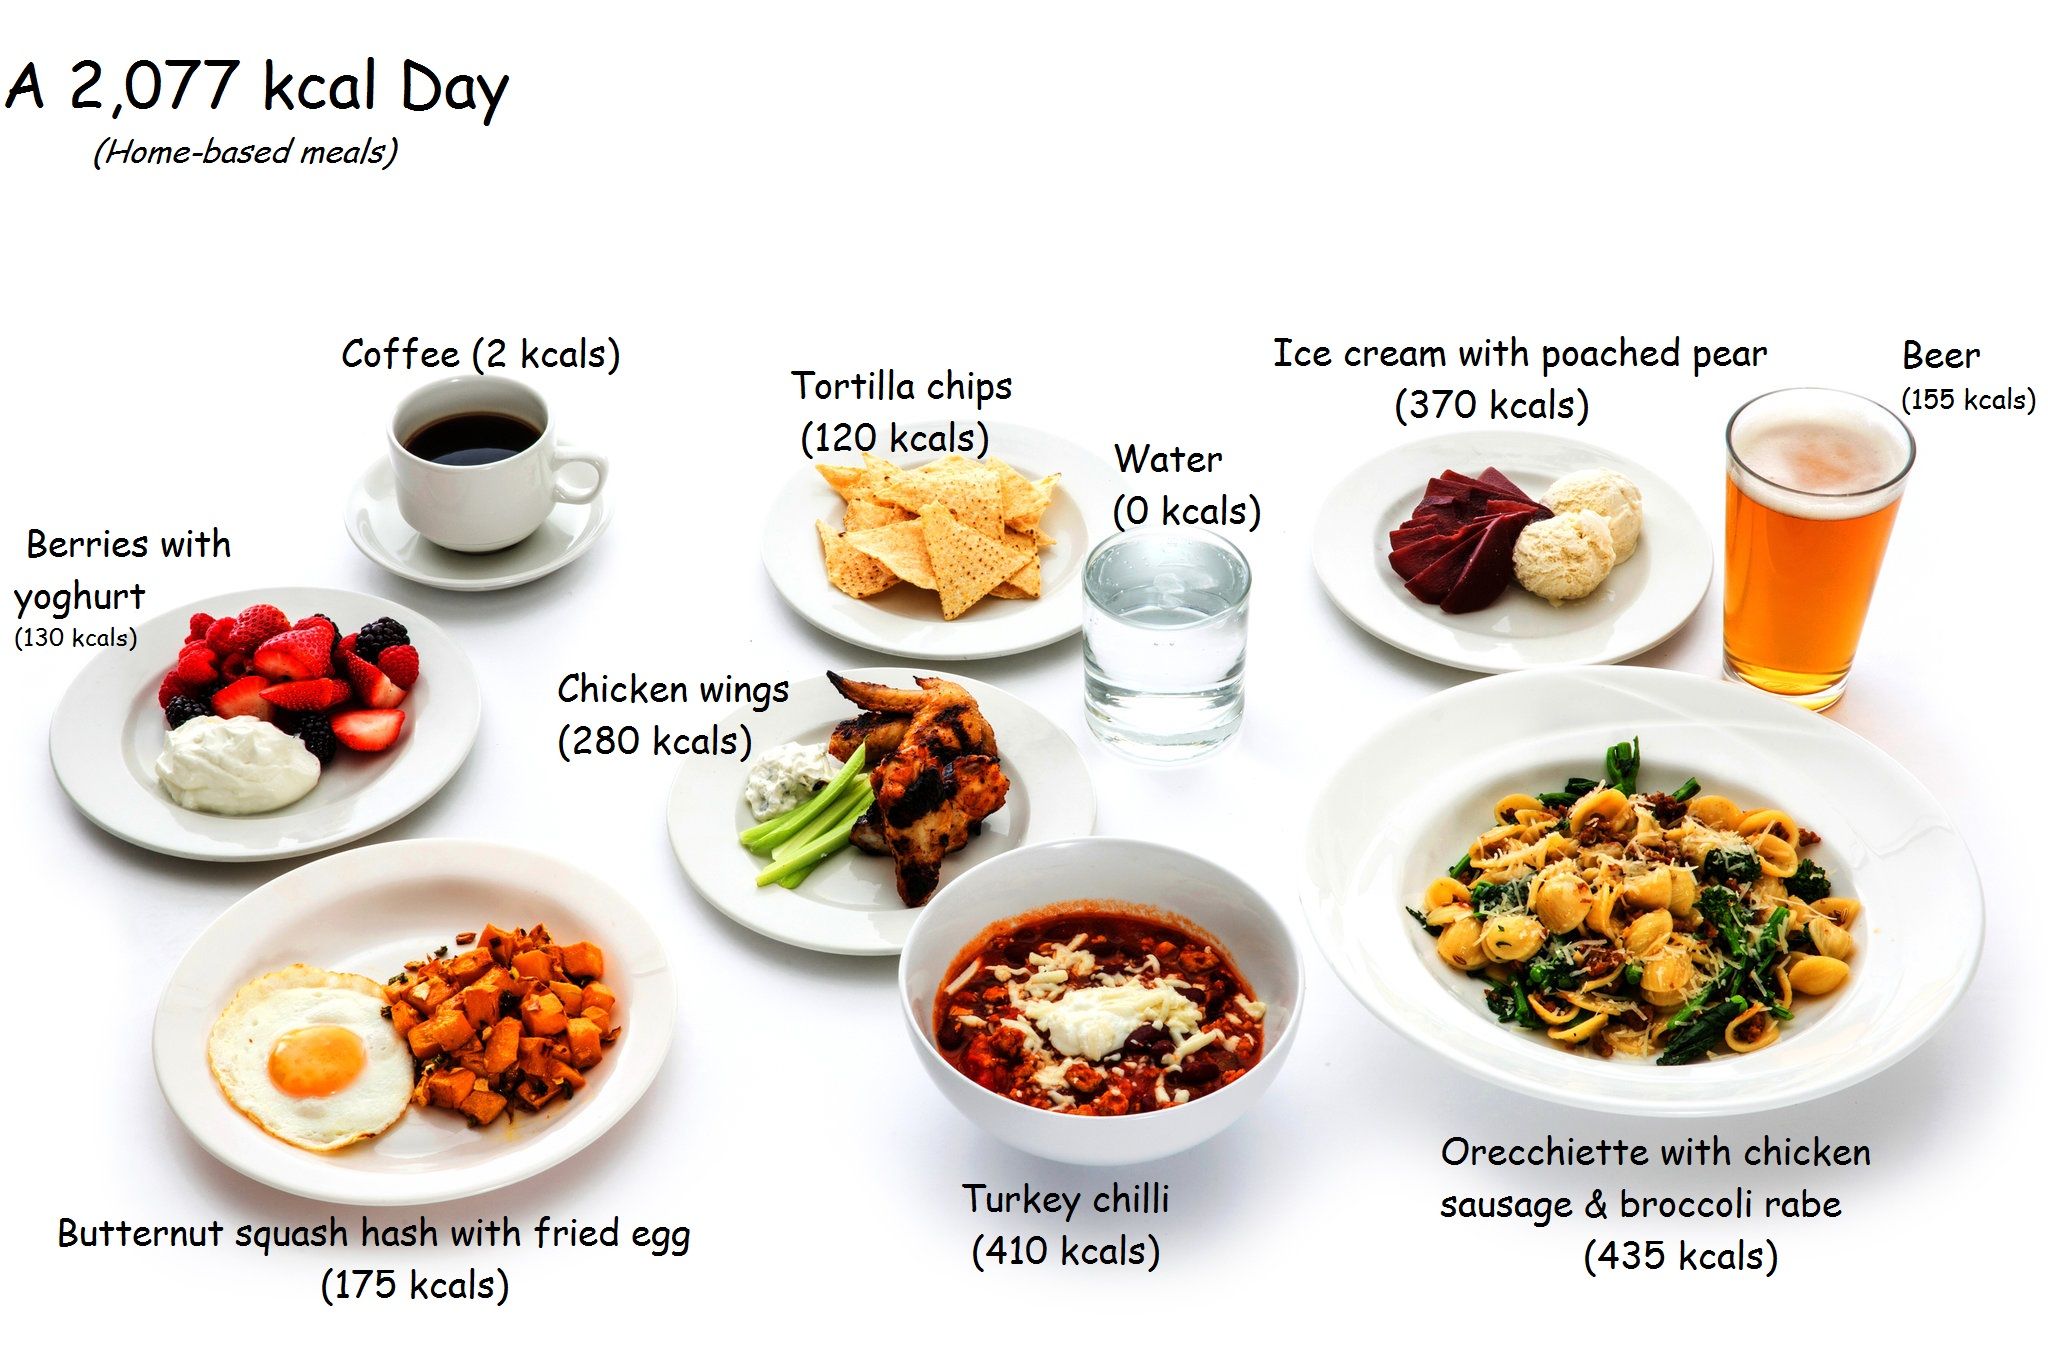 A 2,077 kcal Day
(Home-based meals)
Coffee (2 kcals)
Berries with
yoghurt
(130 kcals)
Butternut squash hash with fried egg
(175 kcals)
Tortilla chips
(120 kcals)
Water
(0 kcals)
Chicken wings
(280 kcals)
Turkey chilli
(410 kcals)
Ice cream with poached pear
(370 kcals)
Beer
(155 kcals)
Orecchiette with chicken
sausage & broccoli rabe
(435 kcals)